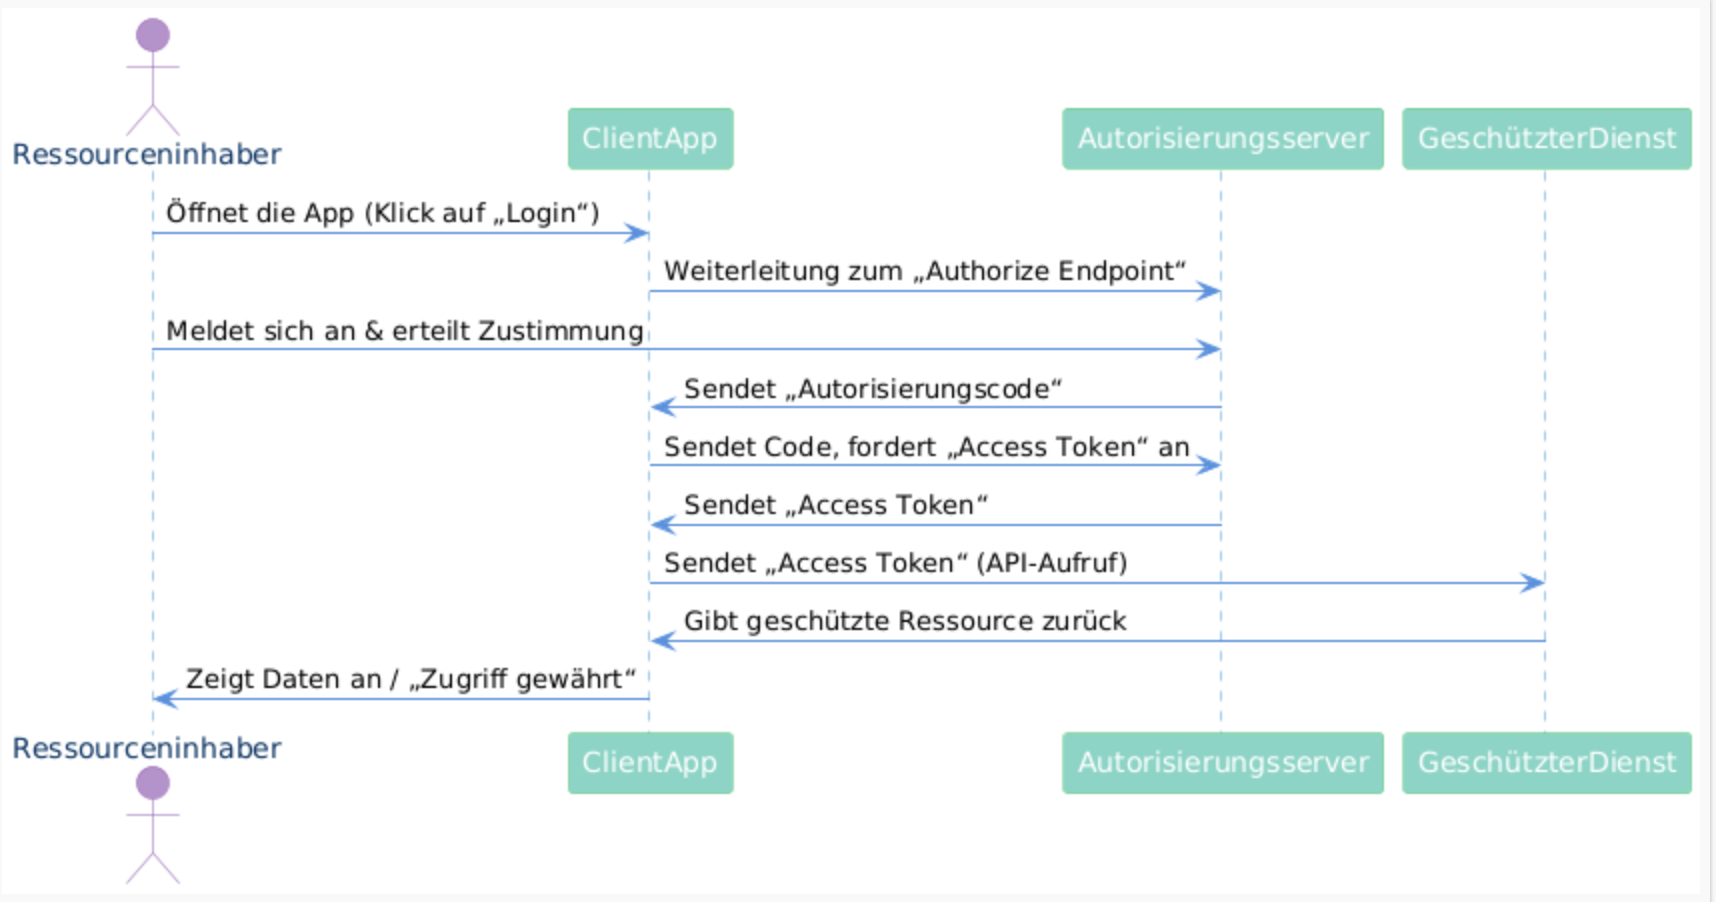 Ressourceninhaber
ClientApp
Autorisierungsserver
GeschützterDienst
Öffnet die App (Klick auf „Login“)
Weiterleitung zum „Authorize Endpoint“
Meldet sich an & erteilt Zustimmung
Sendet „Autorisierungscode“
Sendet Code, fordert „Access Token“ an
Sendet „Access Token“
Sendet „Access Token“ (API-Aufruf)
Gibt geschützte Ressource zurück
Zeigt Daten an / „Zugriff gewährt“
Ressourceninhaber
ClientApp
Autorisierungsserver
GeschützterDienst